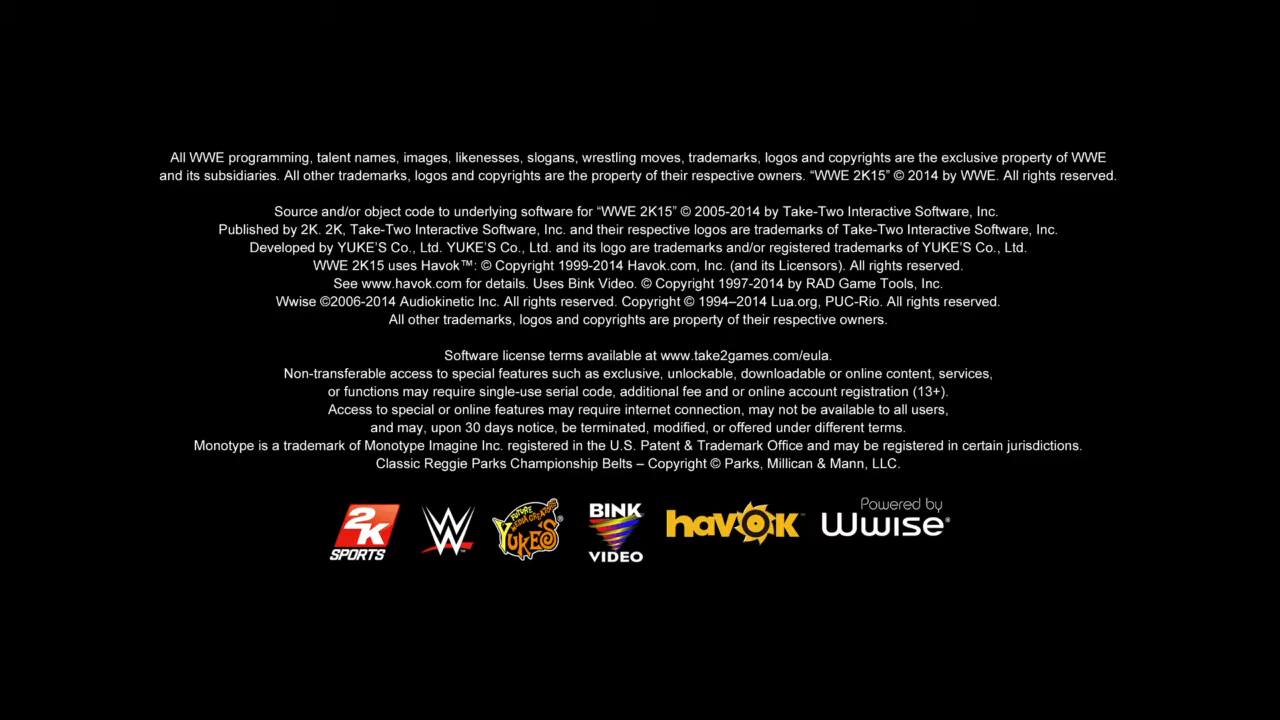 All WWE programming, talent names, images, likenesses, slogans, wrestling moves, trademarks, logos and copyrights are the exclusive property of WWE
and its subsidiaries. All other trademarks, logos and copyrights are the property of their respective owners. “WWE 2K15” © 2014 by WWE. All rights reserved.
Source and/or object code to underlying software for “WWE 2K15” © 2005-2014 by Take-Two Interactive Software, Inc.
Published by 2K. 2K, Take-Two Interactive Software, Inc. and their respective logos are trademarks of Take-Two Interactive Software, Inc.
Developed by YUKE’S Co., Ltd. YUKE’S Co., Ltd. and its logo are trademarks and/or registered trademarks of YUKE’S Co., Ltd.
WWE 2K15 uses Havok™: © Copyright 1999-2014 Havok.com, Inc. (and its Licensors). All rights reserved.
See www.havok.com for details. Uses Bink Video. © Copyright 1997-2014 by RAD Game Tools, Inc.
Wwise ©2006-2014 Audiokinetic Inc. All rights reserved. Copyright © 1994–2014 Lua.org, PUC-Rio. All rights reserved.
All other trademarks, logos and copyrights are property of their respective owners.
Software license terms available at www.take2games.com/eula.
Non-transferable access to special features such as exclusive, unlockable, downloadable or online content, services,
or functions may require single-use serial code, additional fee and or online account registration (13+).
Access to special or online features may require internet connection, may not be available to all users,
and may, upon 30 days notice, be terminated, modified, or offered under different terms.
Monotype is a trademark of Monotype Imagine Inc. registered in the U.S. Patent & Trademark Office and may be registered in certain jurisdictions.
Classic Reggie Parks Championship Belts – Copyright © Parks, Millican & Mann, LLC.
2K
SPORTS
W
FUTURE
MEDIA CREATOR
YUKE'S®
BINK
VIDEO
havok™
Powered by
Wwise®